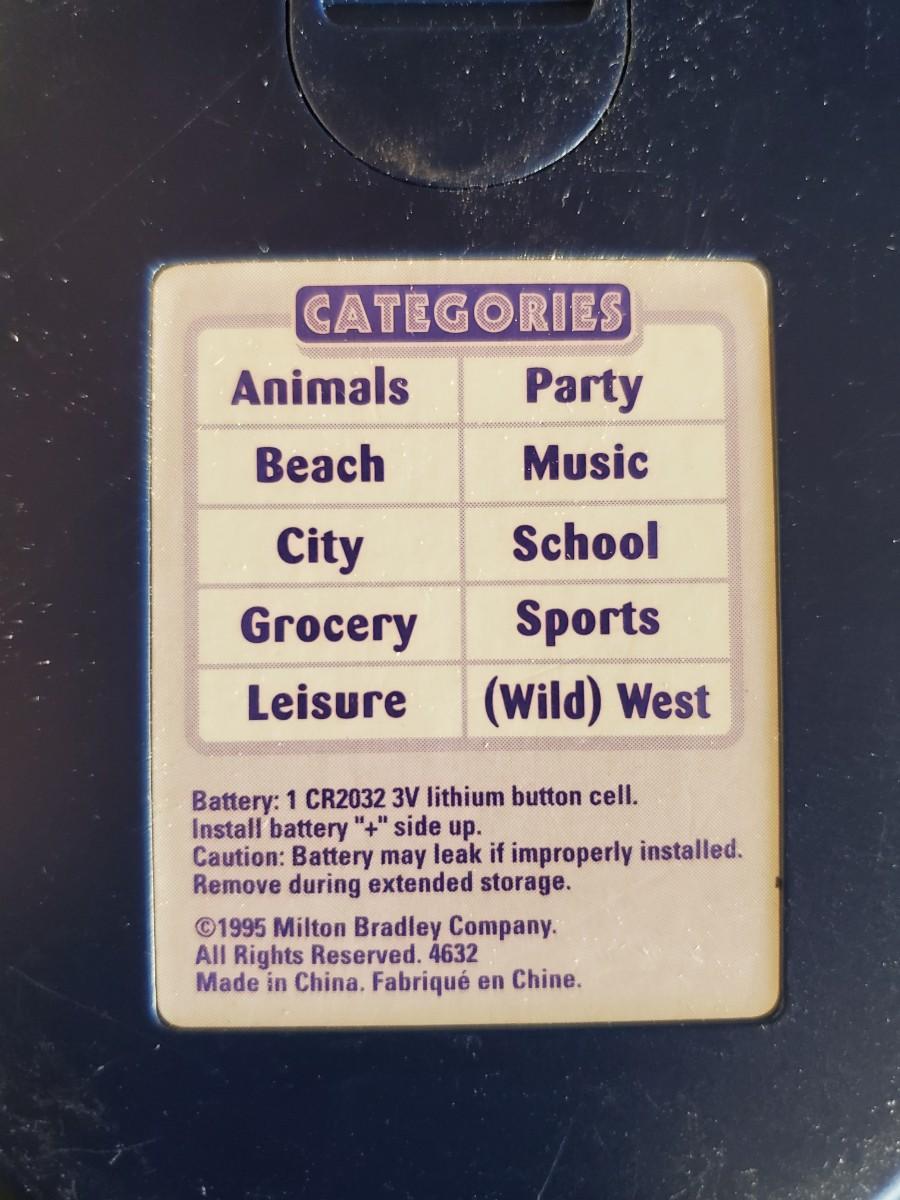 CATEGORIES
Animals Party
Beach Music
City School
Grocery Sports
Leisure (Wild) West
Battery: 1 CR2032 3V lithium button cell.
Install battery "+" side up.
Caution: Battery may leak if improperly installed.
Remove during extended storage.
©1995 Milton Bradley Company.
All Rights Reserved. 4632
Made in China. Fabriqué en Chine.